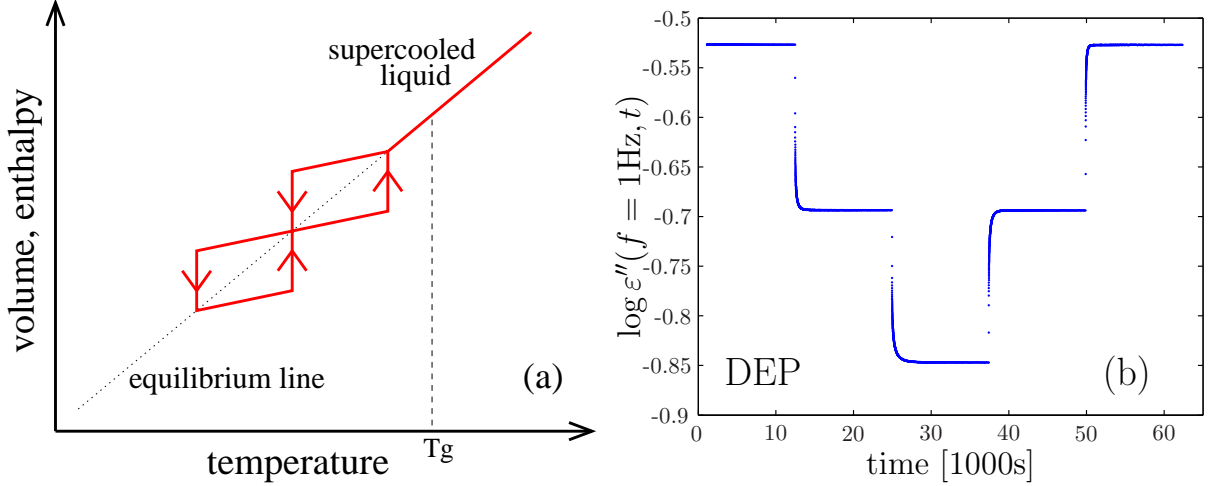 volume, enthalpy
supercooled
liquid
equilibrium line
(a)
temperature
Tg
log ε″(f = 1Hz, t)
-0.5
-0.55
-0.6
-0.65
-0.7
-0.75
-0.8
-0.85
-0.9
DEP
(b)
0 10 20 30 40 50 60
time [1000s]